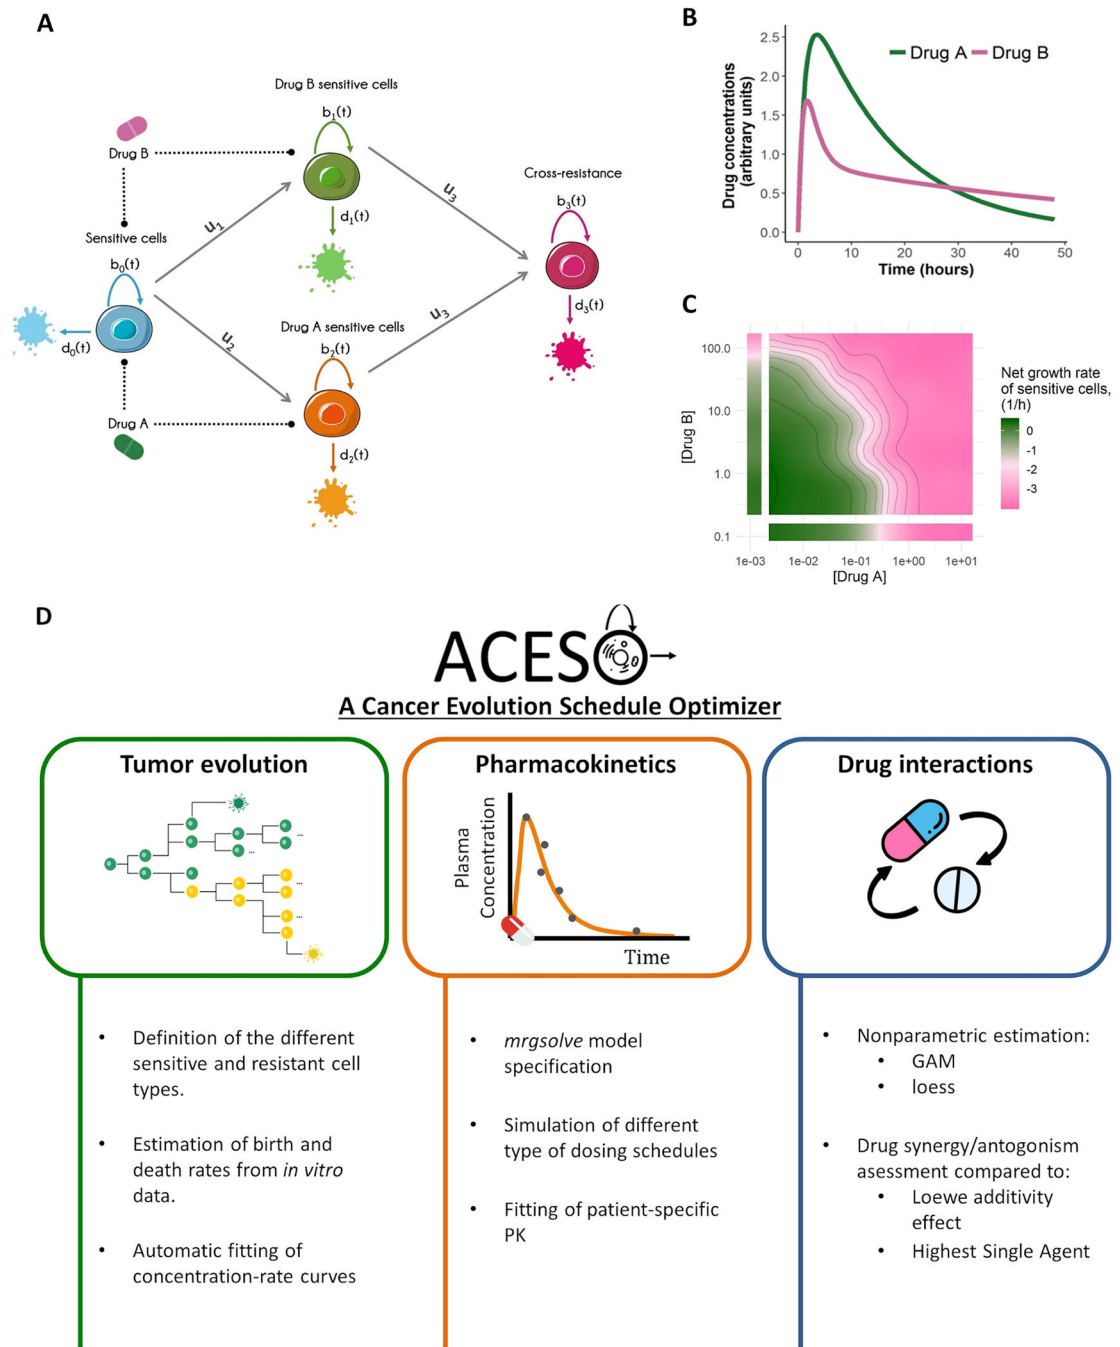 A
Drug B sensitive cells
b1(t)
Drug B
d1(t)
Sensitive cells
b0(t)
d0(t)
u1
u2
u3
u3
Drug A sensitive cells
b2(t)
Drug A
d2(t)
Cross-resistance
b3(t)
d3(t)
B
Drug concentrations
(arbitrary units)
2.5
2.0
1.5
1.0
0.5
0.0
Drug A
Drug B
0 10 20 30 40 50
Time (hours)
C
[Drug B]
100.0
10.0
1.0
0.1
1e-03 1e-02 1e-01 1e+00 1e+01
[Drug A]
Net growth rate
of sensitive cells,
(1/h)
0
-1
-2
-3
D
ACESO
A Cancer Evolution Schedule Optimizer
Tumor evolution
...
...
...
...
• Definition of the different
sensitive and resistant cell
types.
• Estimation of birth and
death rates from in vitro
data.
• Automatic fitting of
concentration-rate curves
Pharmacokinetics
Plasma
Concentration
Time
• mrgsolve model
specification
• Simulation of different
type of dosing schedules
• Fitting of patient-specific
PK
Drug interactions
• Nonparametric estimation:
• GAM
• loess
• Drug synergy/antogonism
asessment compared to:
• Loewe additivity
effect
• Highest Single Agent